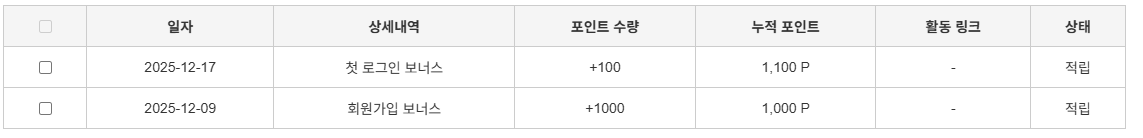 일자 상세내역 포인트 수량 누적 포인트 활동 링크 상태
2025-12-17 첫 로그인 보너스 +100 1,100 P - 적립
2025-12-09 회원가입 보너스 +1000 1,000 P - 적립